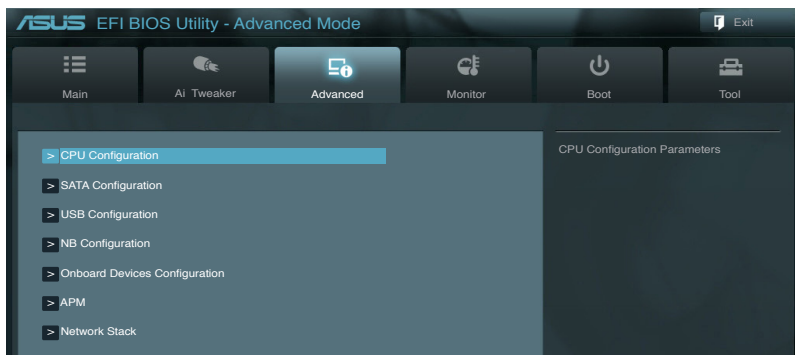 ASUS EFI BIOS Utility - Advanced Mode
Exit
Main
Ai Tweaker
Advanced
Monitor
Boot
Tool
> CPU Configuration
> SATA Configuration
> USB Configuration
> NB Configuration
> Onboard Devices Configuration
> APM
> Network Stack
CPU Configuration Parameters